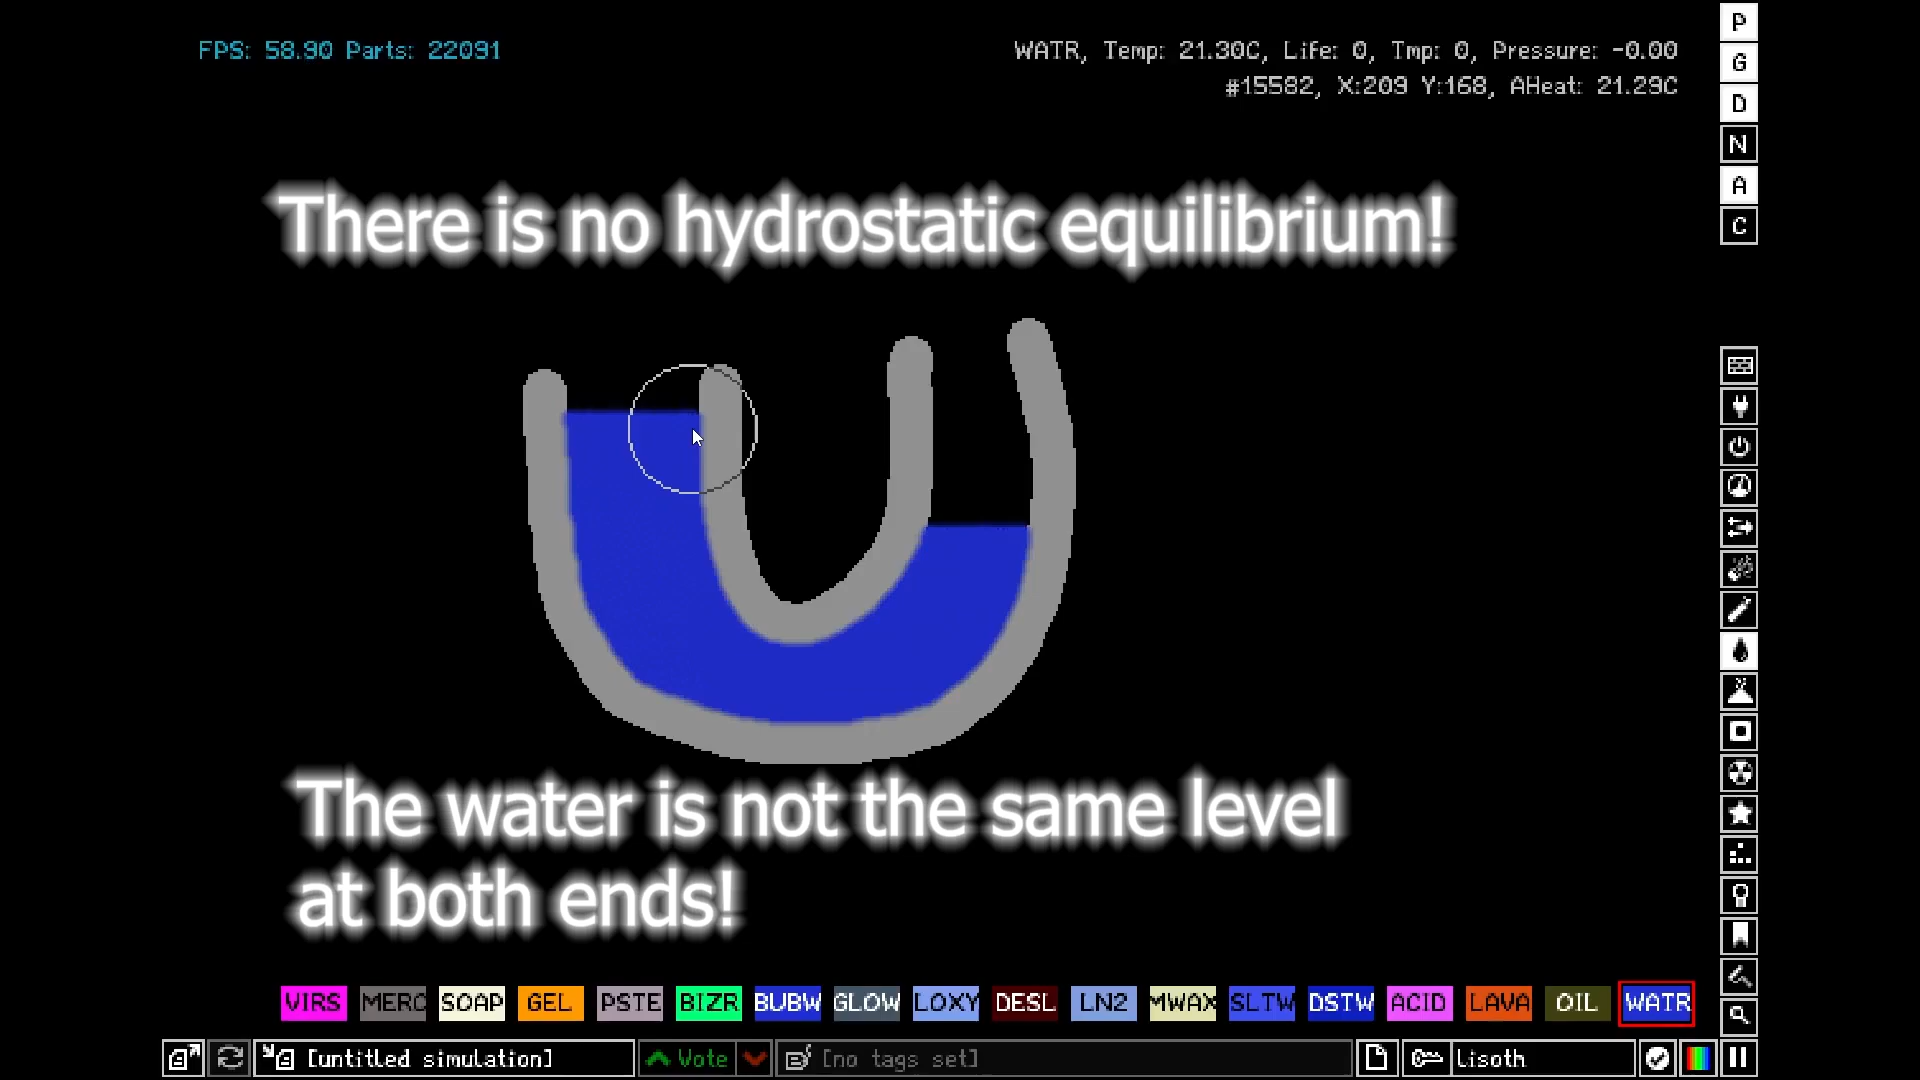 FPS: 58.90 Parts: 22091
WATR, Temp: 21.30C, Life: 0, Tmp: 0, Pressure: -0.00
#15582, X:209 Y:168, AHeat: 21.29C
P
G
D
N
A
C
There is no hydrostatic equilibrium!
The water is not the same level
at both ends!
VIRS MERC SOAP GEL PSTE BIZR BUBW GLOW LOXY DESL LN2 MWAX SLTW DSTW ACID LAVA OIL WATR
[untitled simulation] Vote [no tags set] Lisoth